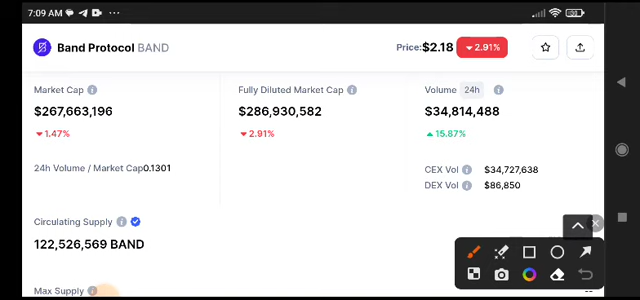 7:09 AM
Band Protocol BAND
Price:$2.18 2.91%
Market Cap
$267,663,196
1.47%
Fully Diluted Market Cap
$286,930,582
2.91%
Volume 24h
$34,814,488
15.87%
24h Volume / Market Cap0.1301
CEX Vol $34,727,638
DEX Vol $86,850
Circulating Supply
122,526,569 BAND
Max Supply
--